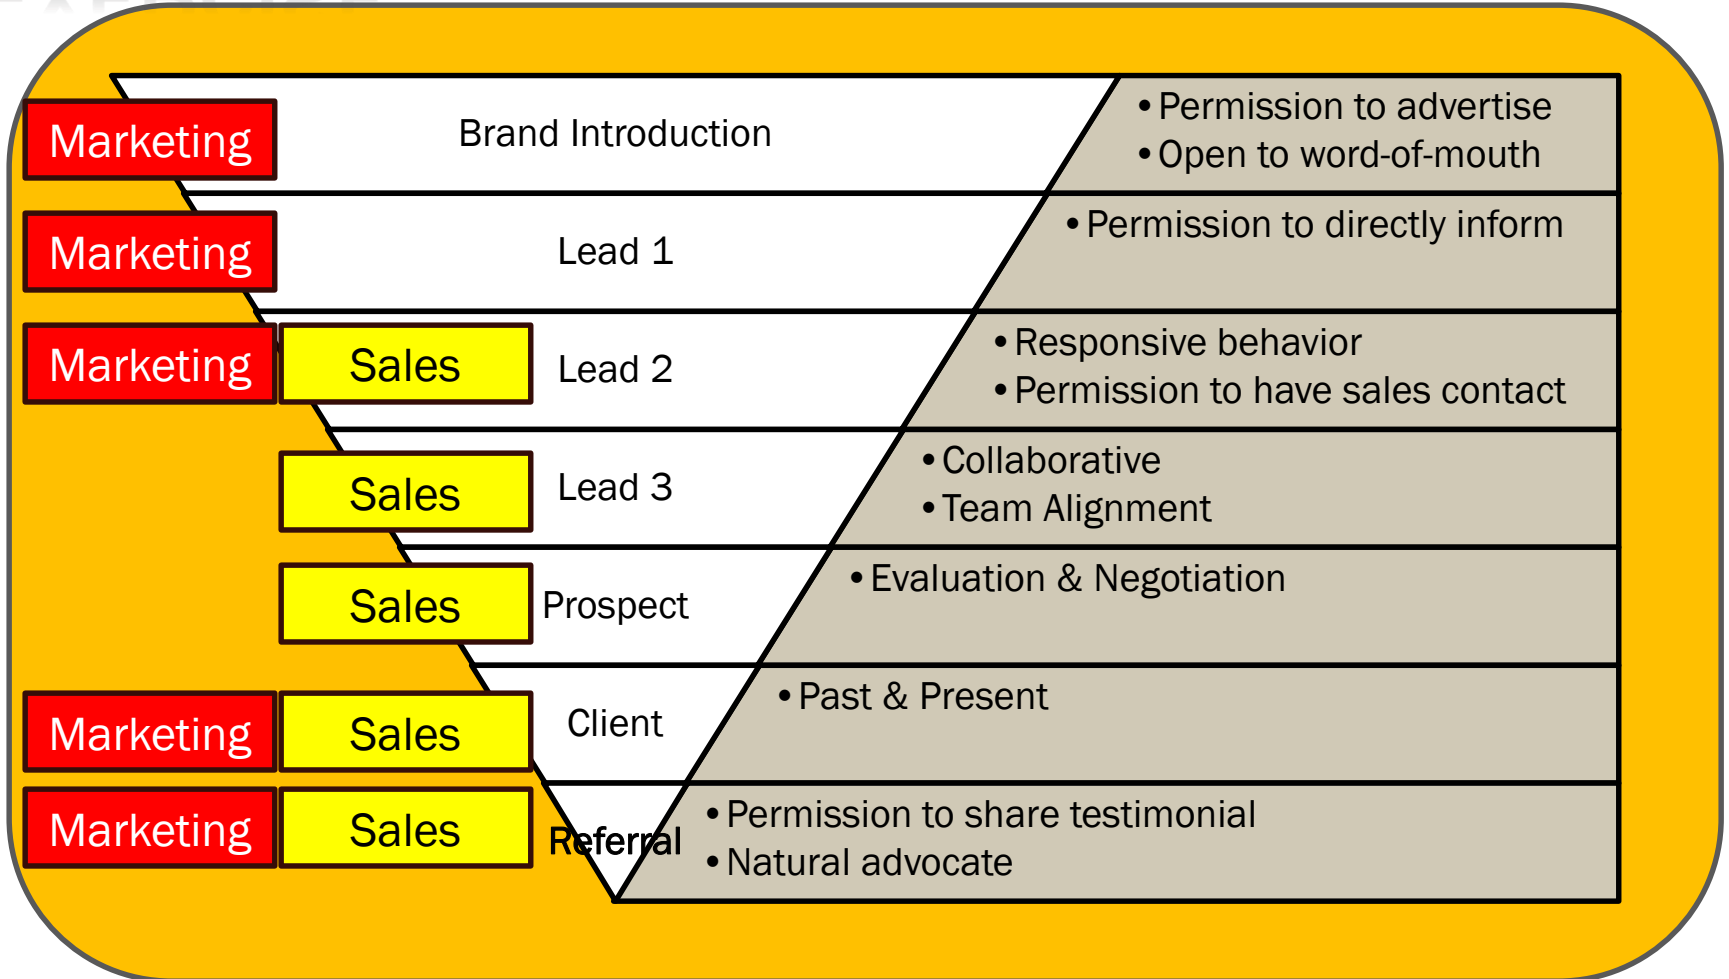 Marketing
Brand Introduction
• Permission to advertise
• Open to word-of-mouth
Marketing
Lead 1
• Permission to directly inform
Marketing
Sales
Lead 2
• Responsive behavior
• Permission to have sales contact
Sales
Lead 3
• Collaborative
• Team Alignment
Sales
Prospect
• Evaluation & Negotiation
Marketing
Sales
Client
• Past & Present
Marketing
Sales
Referral
• Permission to share testimonial
• Natural advocate